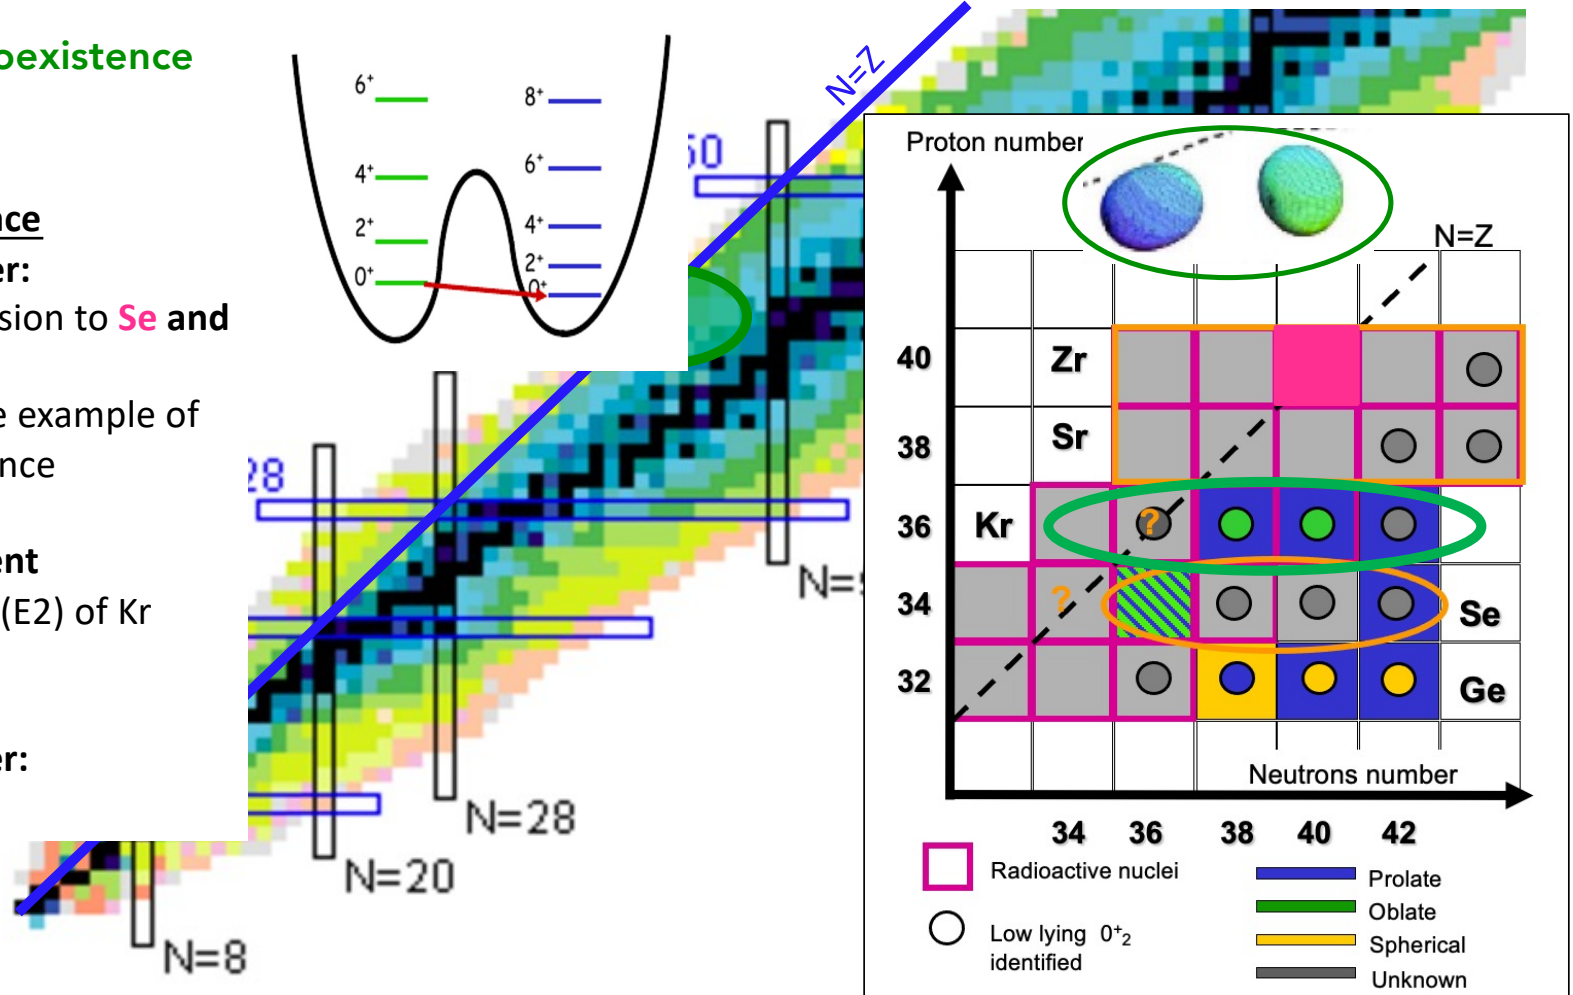 oexistence
nce
er:
sion to Se and
e example of
nce
ent
(E2) of Kr
er:
6+
4+
2+
0+
8+
6+
4+
2+
0+
N=Z
50
28
N=8
N=20
N=28
N=5
Proton number
N=Z
40 Zr
38 Sr
36 Kr ?
34 ? Se
32 Ge
Neutrons number
34 36 38 40 42
Radioactive nuclei
Low lying 0+2
identified
Prolate
Oblate
Spherical
Unknown